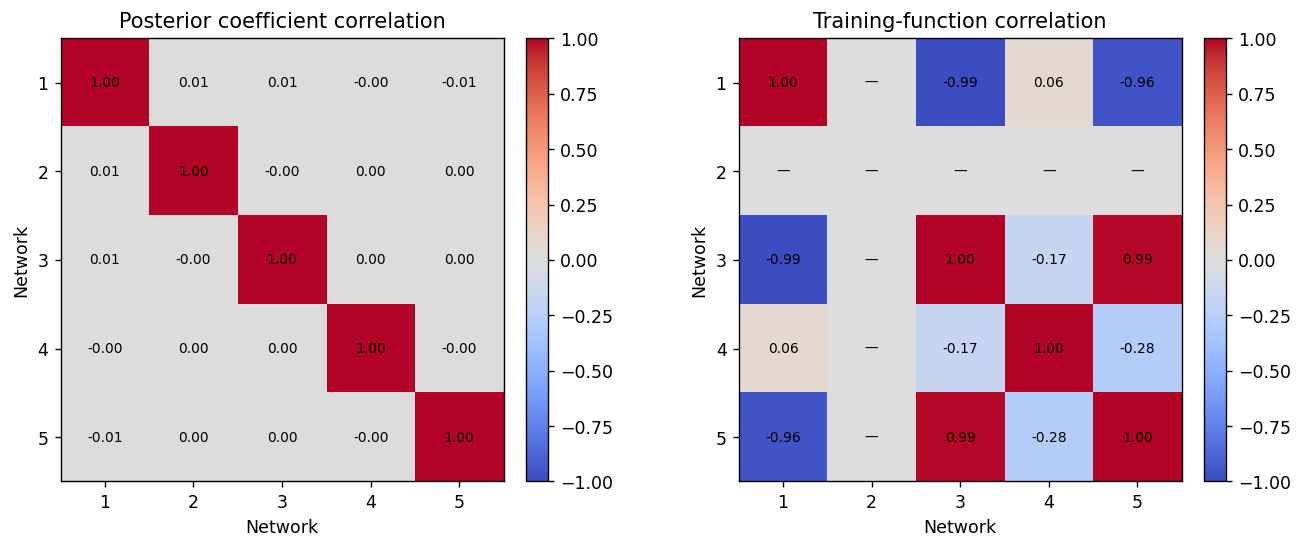 Posterior coefficient correlation
1 1.00 0.01 0.01 -0.00 -0.01
2 0.01 1.00 -0.00 0.00 0.00
3 0.01 -0.00 1.00 0.00 0.00
4 -0.00 0.00 0.00 1.00 -0.00
5 -0.01 0.00 0.00 -0.00 1.00
1 2 3 4 5
Network
Network
1.00
0.75
0.50
0.25
0.00
−0.25
−0.50
−0.75
−1.00
Training-function correlation
1 1.00 — -0.99 0.06 -0.96
2 — — — — —
3 -0.99 — 1.00 -0.17 0.99
4 0.06 — -0.17 1.00 -0.28
5 -0.96 — 0.99 -0.28 1.00
1 2 3 4 5
Network
Network
1.00
0.75
0.50
0.25
0.00
−0.25
−0.50
−0.75
−1.00